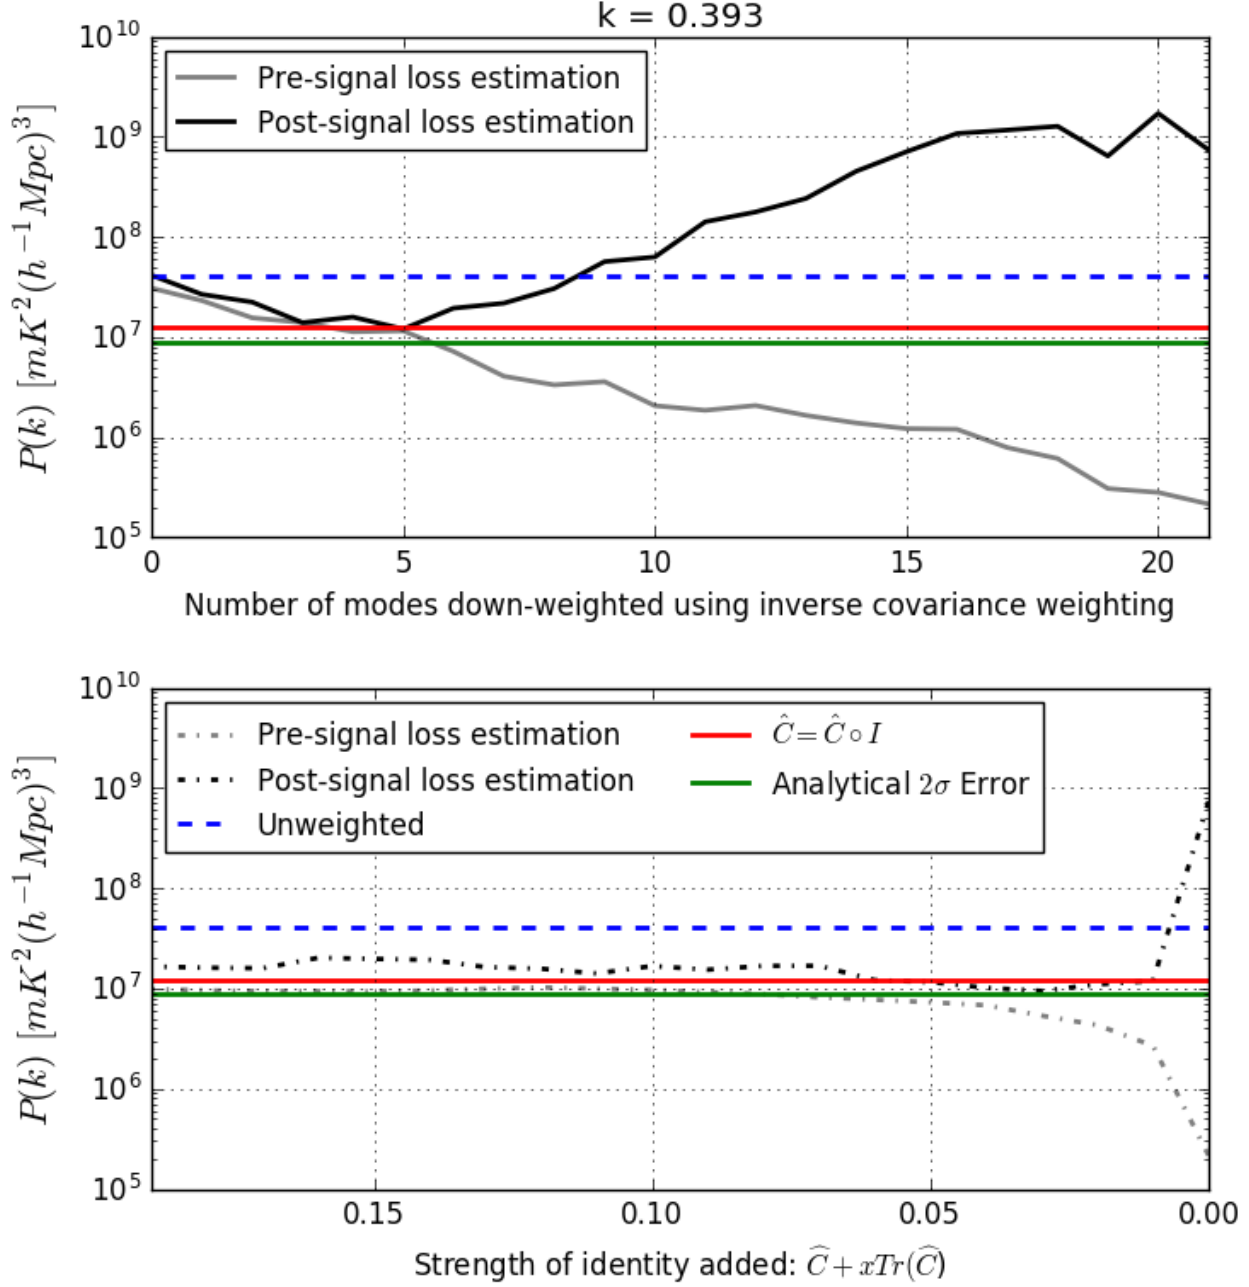 k = 0.393
10^10
10^9
10^8
10^7
10^6
10^5
P(k) [mK^2(h^-1 Mpc)^3]
Pre-signal loss estimation
Post-signal loss estimation
0 5 10 15 20
Number of modes down-weighted using inverse covariance weighting
10^10
10^9
10^8
10^7
10^6
10^5
P(k) [mK^2(h^-1 Mpc)^3]
Pre-signal loss estimation
Post-signal loss estimation
Unweighted
Ĉ = Ĉ ∘ I
Analytical 2σ Error
0.15 0.10 0.05 0.00
Strength of identity added: Ĉ + xTr(Ĉ)